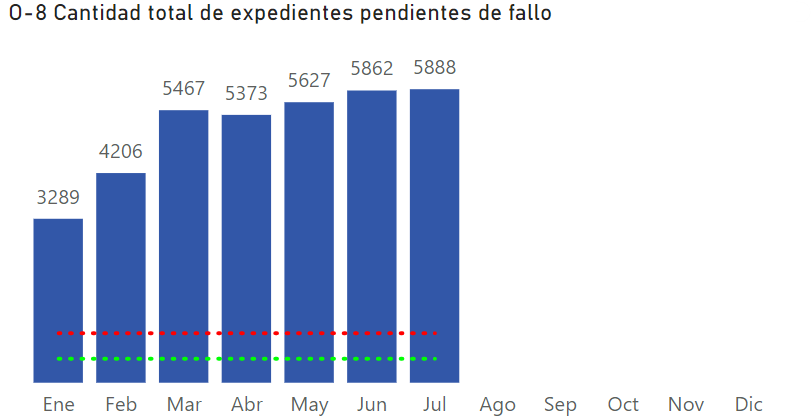 O-8 Cantidad total de expedientes pendientes de fallo
3289 4206 5467 5373 5627 5862 5888
Ene Feb Mar Abr May Jun Jul Ago Sep Oct Nov Dic